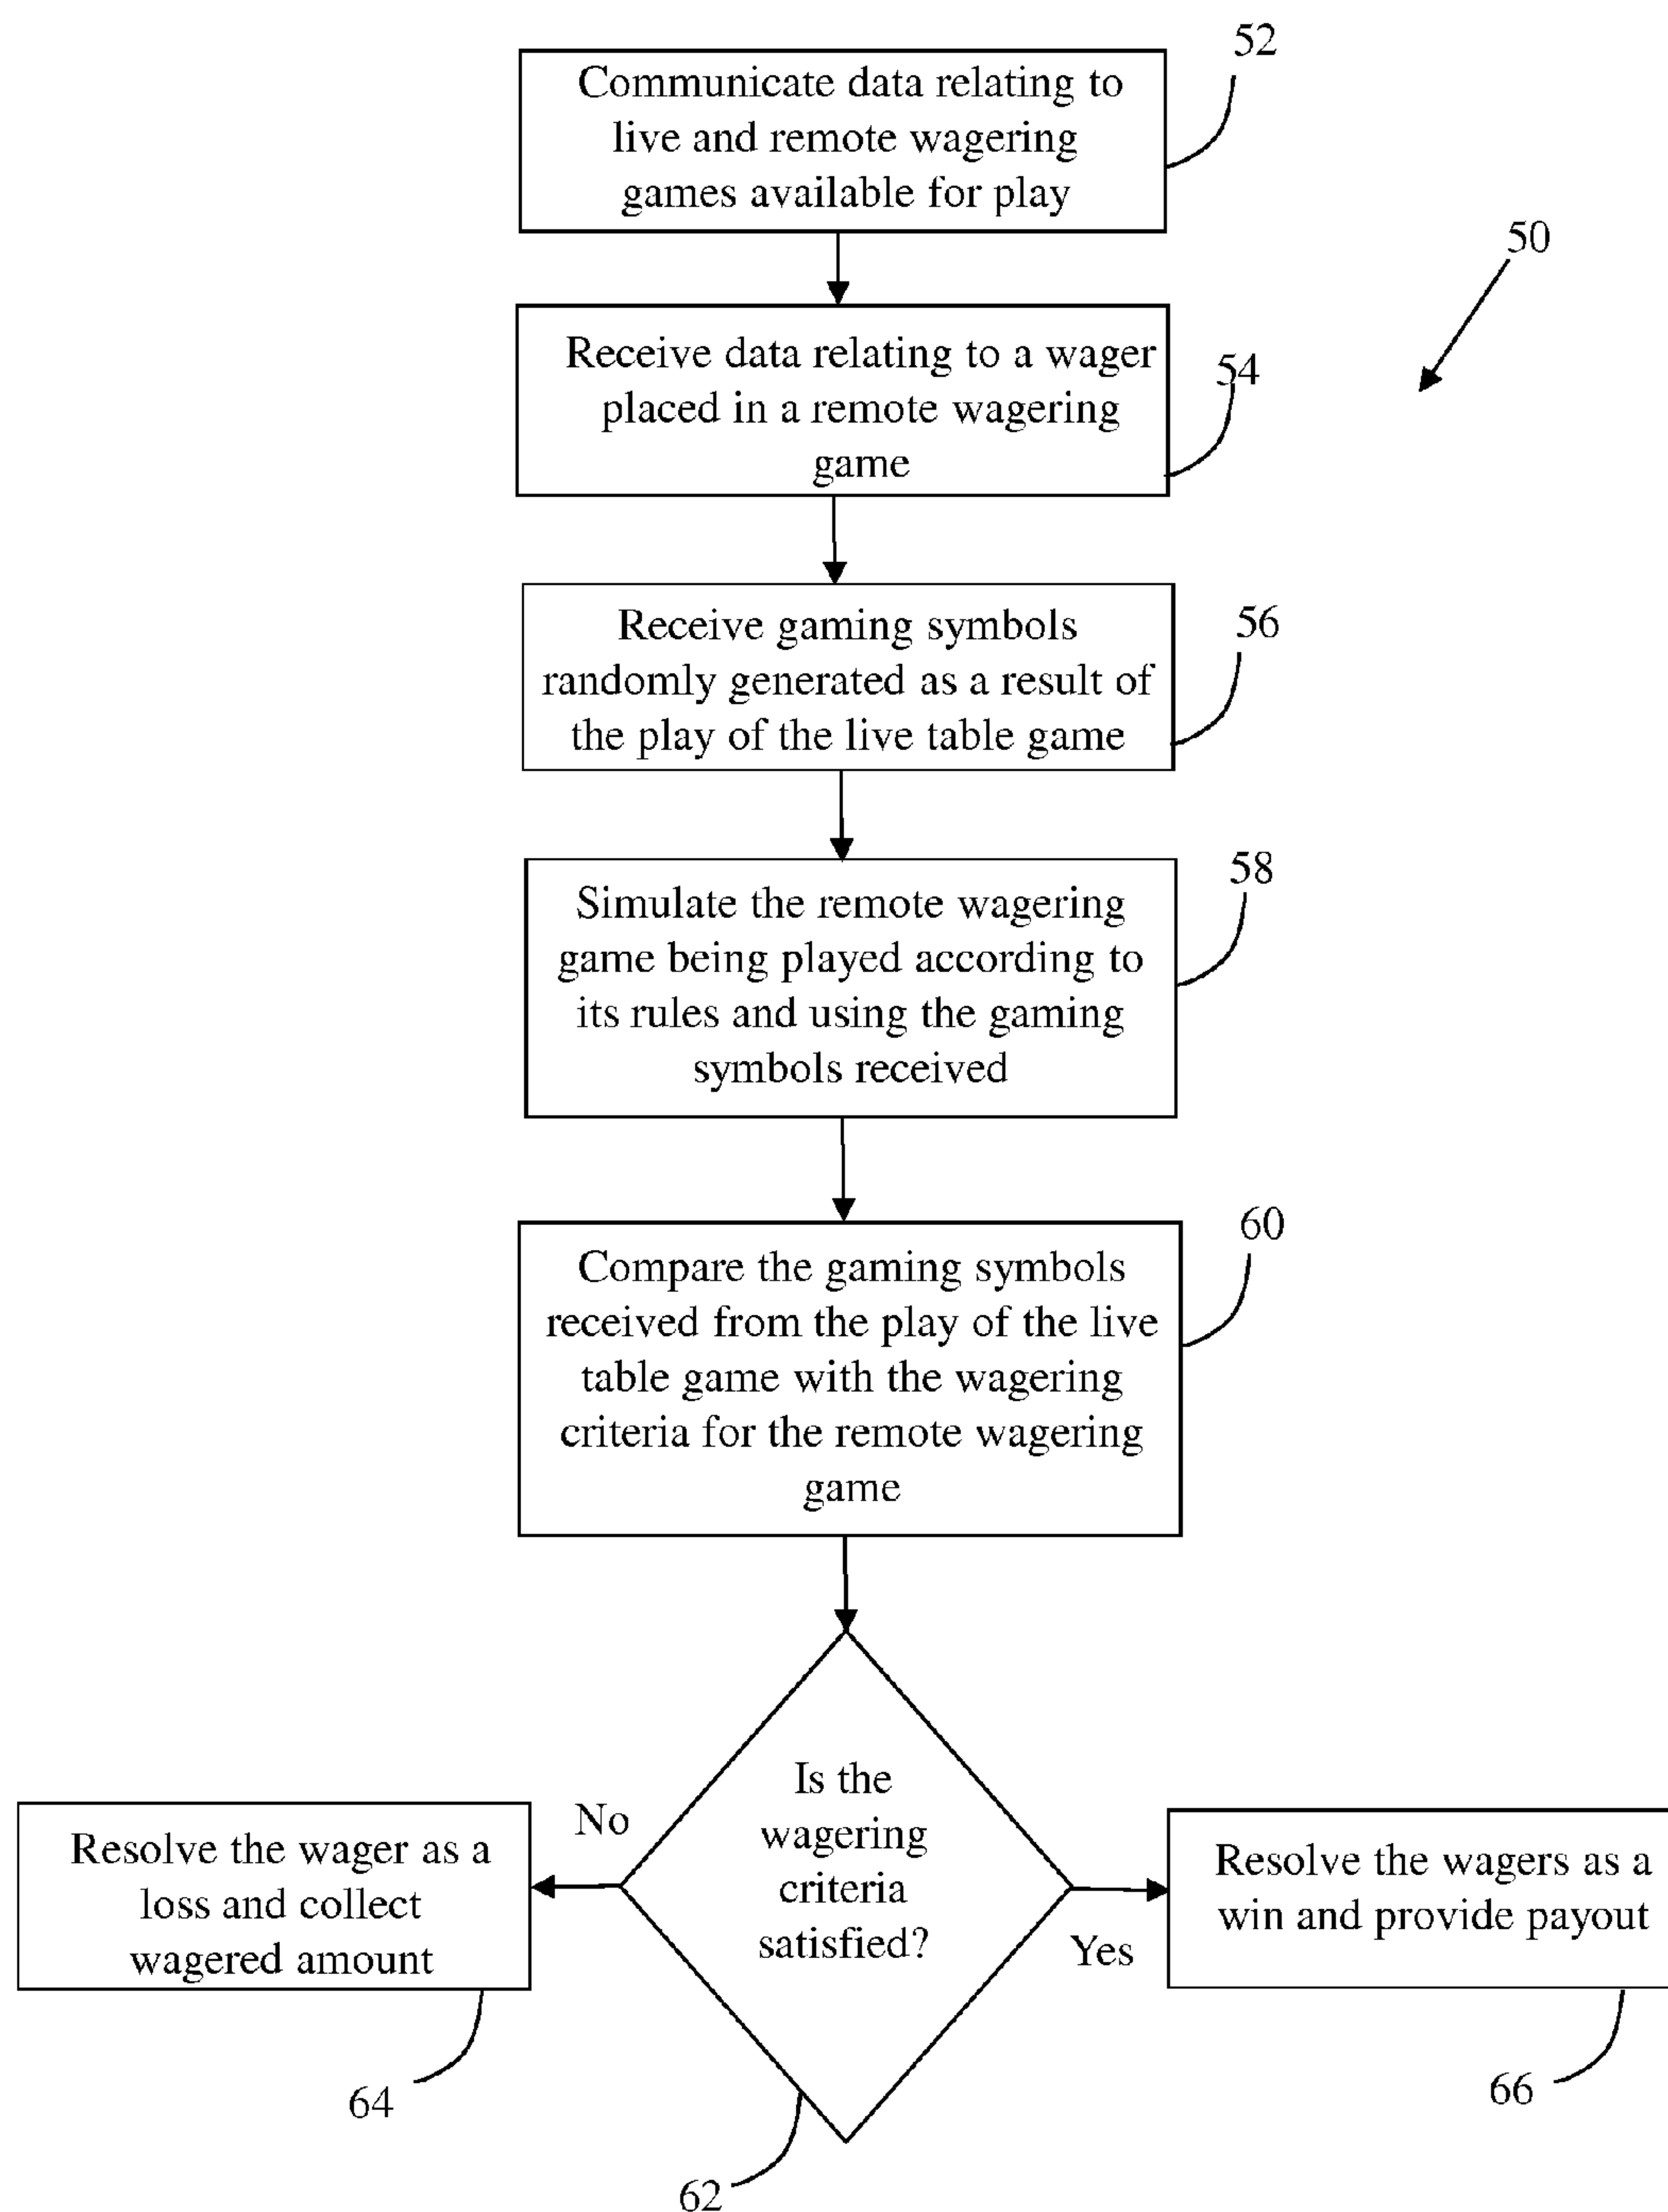 52
Communicate data relating to
live and remote wagering
games available for play
50
Receive data relating to a wager
placed in a remote wagering
game
54
Receive gaming symbols
randomly generated as a result of
the play of the live table game
56
Simulate the remote wagering
game being played according to
its rules and using the gaming
symbols received
58
Compare the gaming symbols
received from the play of the live
table game with the wagering
criteria for the remote wagering
game
60
Is the
wagering
criteria
satisfied?
No
Yes
Resolve the wager as a
loss and collect
wagered amount
Resolve the wagers as a
win and provide payout
64
66
62